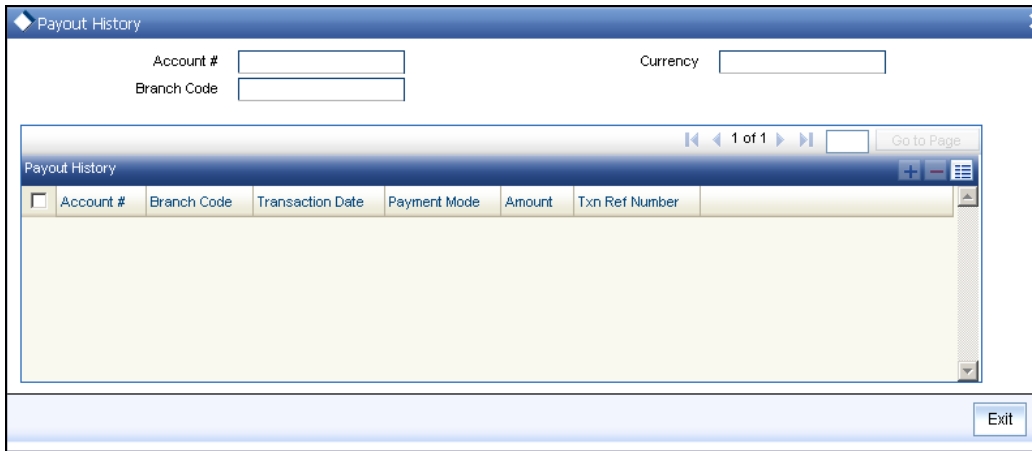 Payout History
Account #
Currency
Branch Code
1 of 1
Go to Page
Payout History
Account # Branch Code Transaction Date Payment Mode Amount Txn Ref Number
Exit